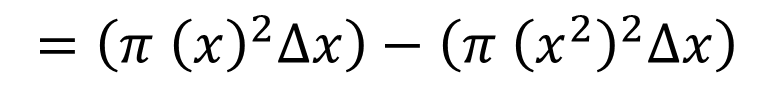 = (π (x)²Δx) − (π (x²)²Δx)